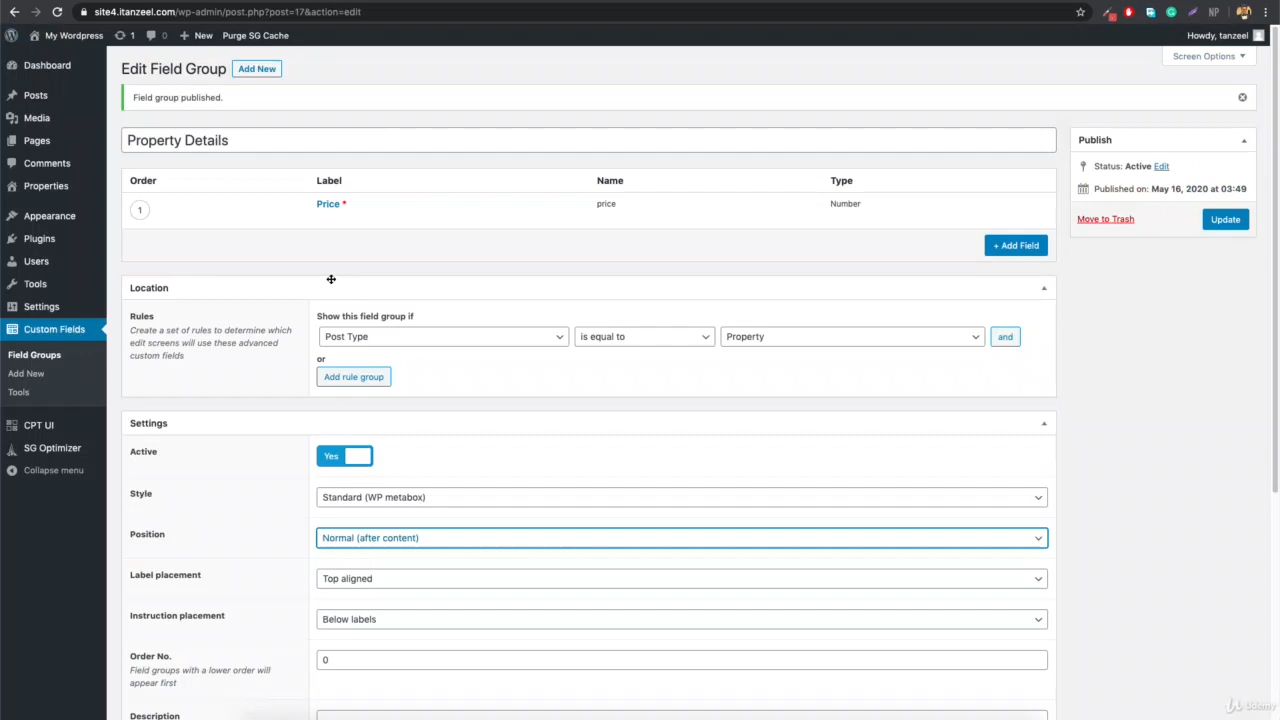 site4.itanzeel.com/wp-admin/post.php?post=17&action=edit
NP
My Wordpress
1
0
New
Purge SG Cache
Howdy, tanzeel
Dashboard
Posts
Media
Pages
Comments
Properties
Appearance
Plugins
Users
Tools
Settings
Custom Fields
Field Groups
Add New
Tools
CPT UI
SG Optimizer
Collapse menu
Screen Options
Edit Field Group
Add New
Field group published.
Property Details
Order
Label
Name
Type
1
Price *
price
Number
+ Add Field
Publish
Status: Active Edit
Published on: May 16, 2020 at 03:49
Move to Trash
Update
Location
Rules
Create a set of rules to determine which
edit screens will use these advanced
custom fields
Show this field group if
Post Type
is equal to
Property
and
or
Add rule group
Settings
Active
Yes
Style
Standard (WP metabox)
Position
Normal (after content)
Label placement
Top aligned
Instruction placement
Below labels
Order No.
Field groups with a lower order will
appear first
0
Description
Udemy